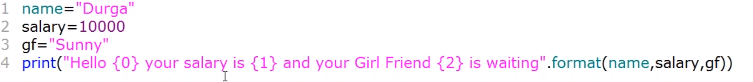 1 name="Durga"
2 salary=10000
3 gf="Sunny"
4 print("Hello {0} your salary is {1} and your Girl Friend {2} is waiting".format(name,salary,gf))